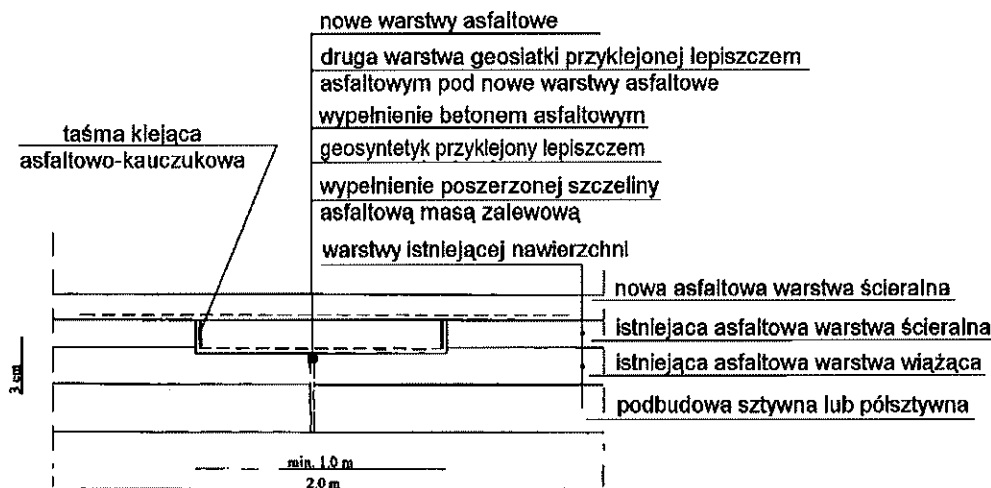 nowe warstwy asfaltowe
druga warstwa geosiatki przyklejonej lepiszczem
asfaltowym pod nowe warstwy asfaltowe
wypełnienie betonem asfaltowym
geosyntetyk przyklejony lepiszczem
wypełnienie poszerzonej szczeliny
asfaltową masą zalewową
warstwy istniejącej nawierzchni
taśma klejąca
asfaltowo-kauczukowa
nowa asfaltowa warstwa ścieralna
istniejaca asfaltowa warstwa ścieralna
istniejąca asfaltowa warstwa wiążąca
podbudowa sztywna lub półsztywna
3 cm
min. 1.0 m
2.0 m